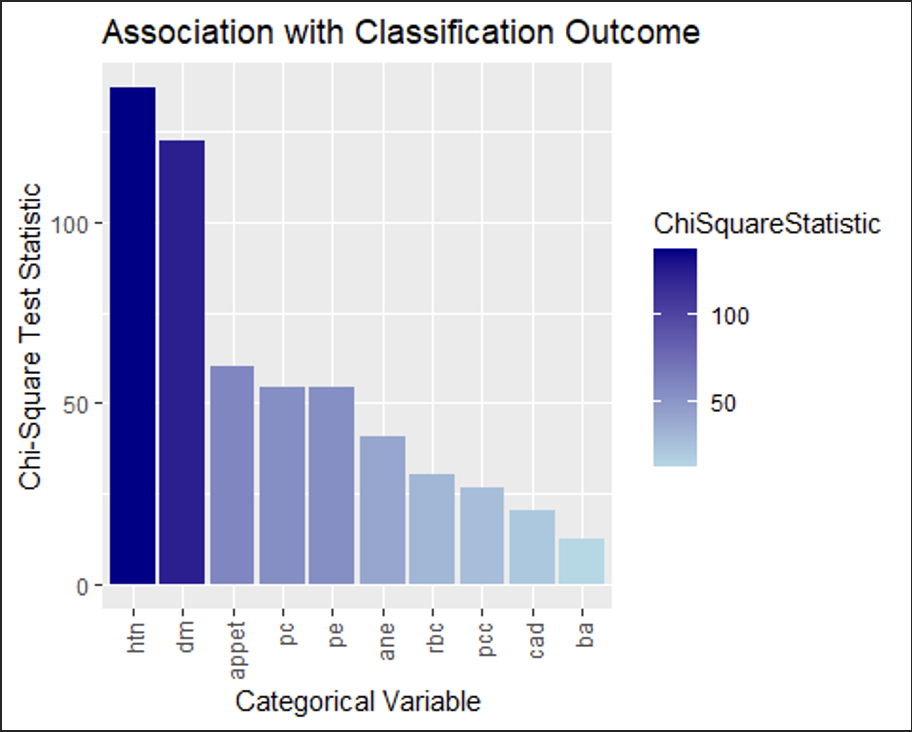 Association with Classification Outcome
Chi-Square Test Statistic
100
50
0
htn
dm
appet
pc
pe
ane
rbc
pcc
cad
ba
Categorical Variable
ChiSquareStatistic
100
50